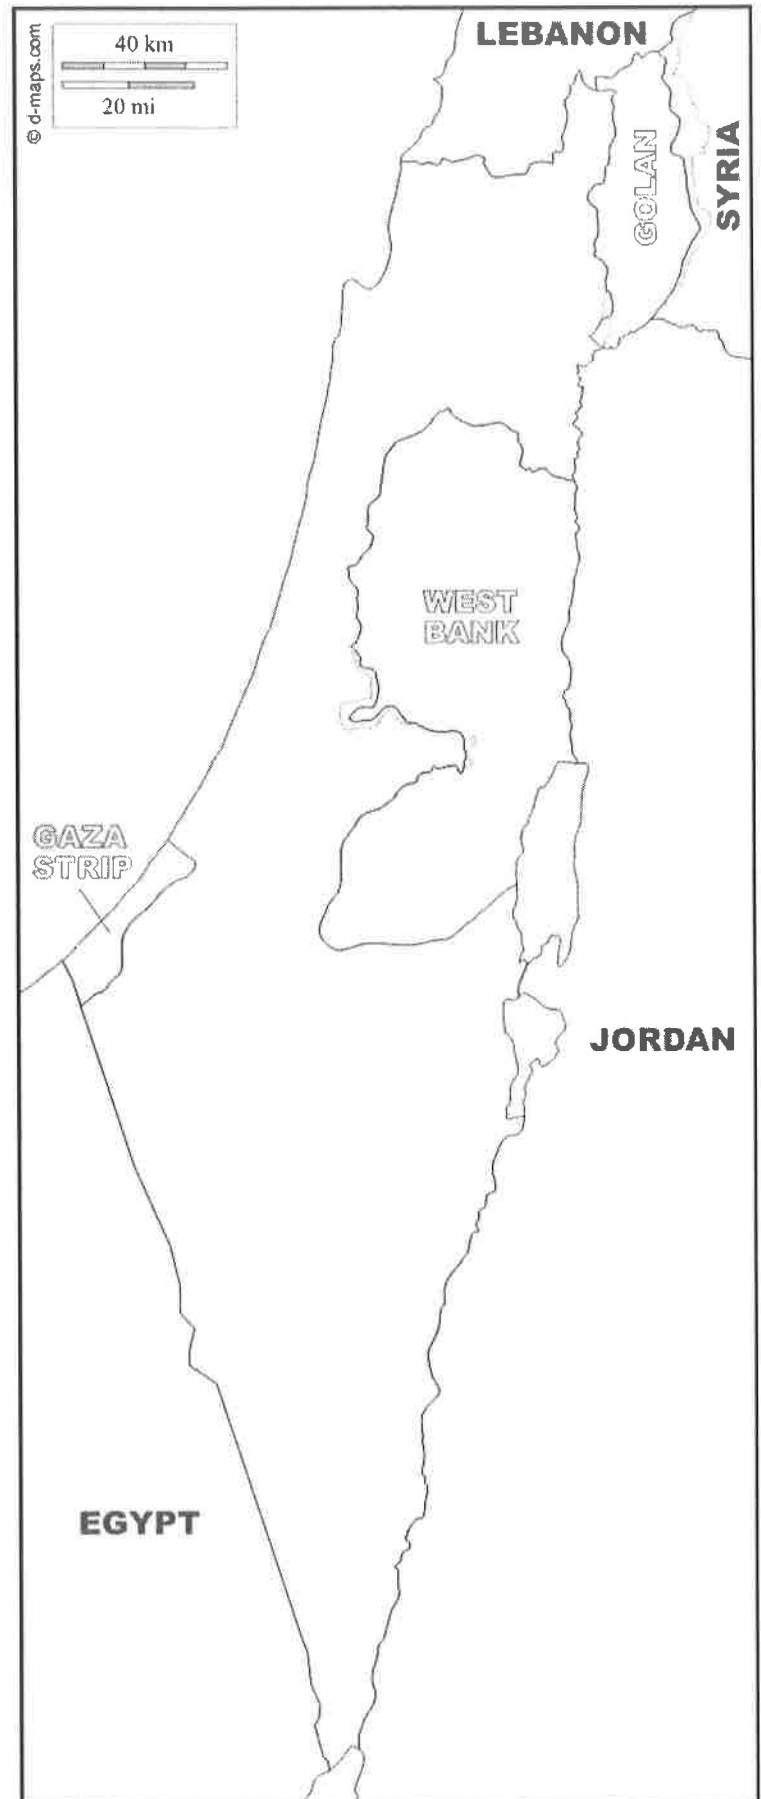 © d-maps.com
40 km
20 mi
LEBANON
GOLAN
SYRIA
WEST
BANK
GAZA
STRIP
JORDAN
EGYPT